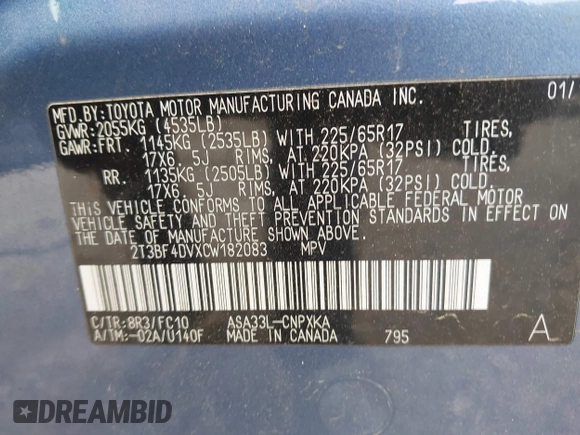 MFD.BY:TOYOTA MOTOR MANUFACTURING CANADA INC. 01/
GVWR:2055KG (4535LB)
GAWR:FRT. 1145KG (2535LB) WITH 225/65R17 TIRES,
17X6. 5J RIMS, AT 220KPA (32PSI) COLD.
RR. 1135KG (2505LB) WITH 225/65R17 TIRES,
17X6. 5J RIMS, AT 220KPA (32PSI) COLD.
THIS VEHICLE CONFORMS TO ALL APPLICABLE FEDERAL MOTOR
VEHICLE SAFETY AND THEFT PREVENTION STANDARDS IN EFFECT ON
THE DATE OF MANUFACTURE SHOWN ABOVE.
2T3BF4DVXCW182083 MPV
C/TR:8R3/FC10 ASA33L-CNPXKA
A/TM:-02A/U140F MADE IN CANADA 795 A
DREAMBID